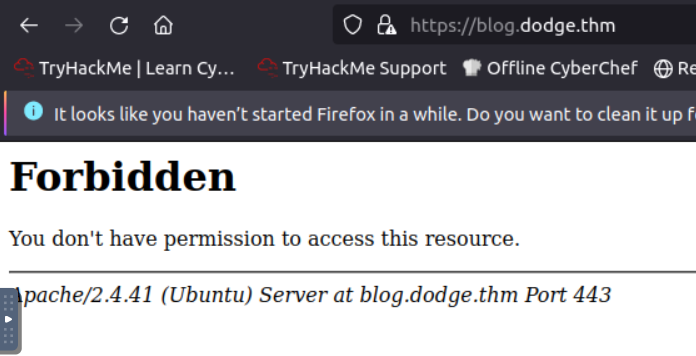 https://blog.dodge.thm
TryHackMe | Learn Cy... TryHackMe Support Offline CyberChef Re
It looks like you haven't started Firefox in a while. Do you want to clean it up f
Forbidden
You don't have permission to access this resource.
Apache/2.4.41 (Ubuntu) Server at blog.dodge.thm Port 443